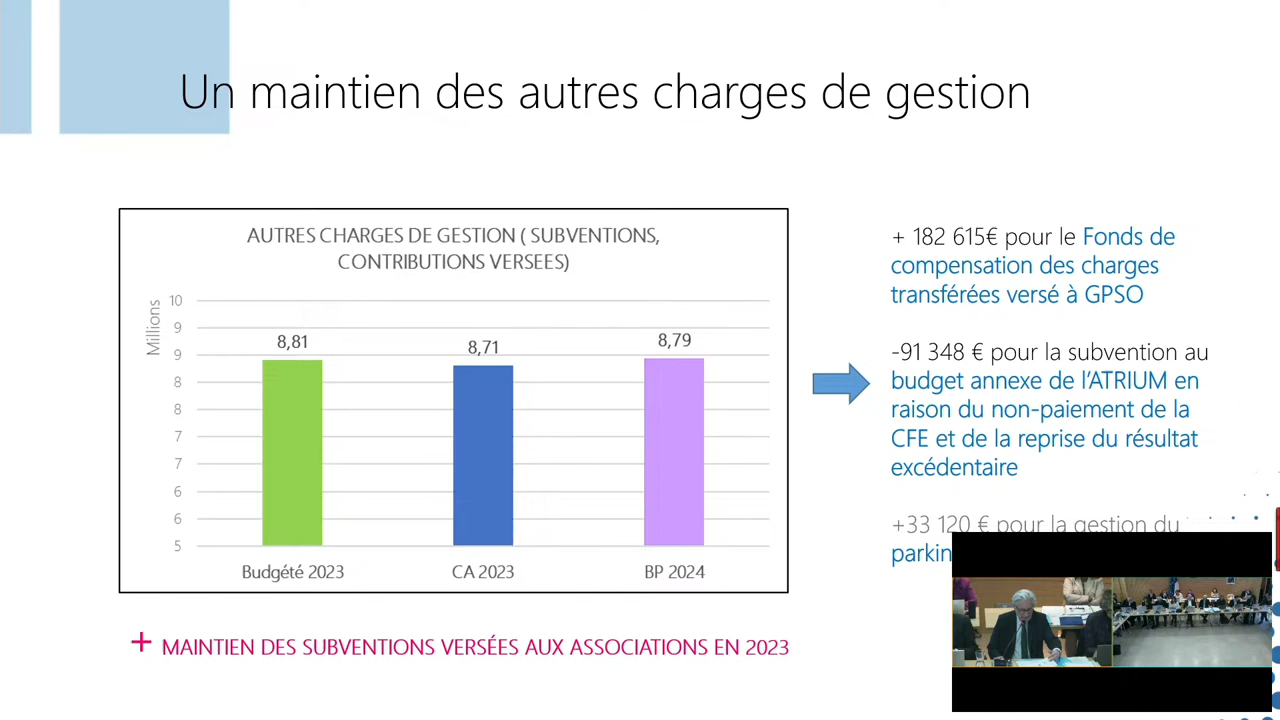 Un maintien des autres charges de gestion
AUTRES CHARGES DE GESTION ( SUBVENTIONS,
CONTRIBUTIONS VERSEES)
Millions
10
9
9
8
8
7
7
6
6
5
8,81
8,71
8,79
Budgété 2023
CA 2023
BP 2024
+ MAINTIEN DES SUBVENTIONS VERSÉES AUX ASSOCIATIONS EN 2023
+ 182 615€ pour le Fonds de
compensation des charges
transférées versé à GPSO
-91 348 € pour la subvention au
budget annexe de l'ATRIUM en
raison du non-paiement de la
CFE et de la reprise du résultat
excédentaire
+33 120 € pour la gestion du